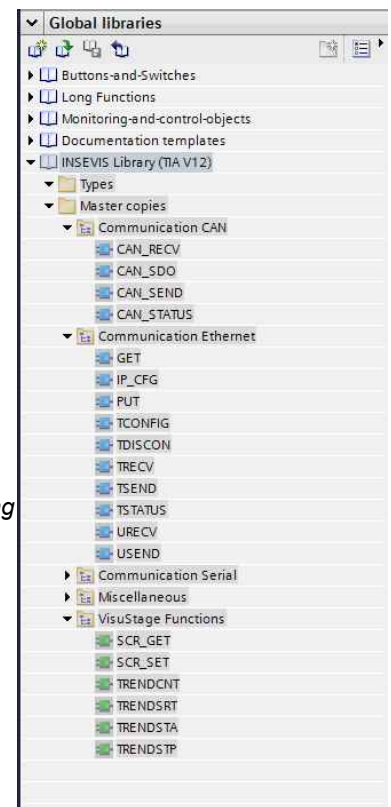 Global libraries
Buttons-and-Switches
Long Functions
Monitoring-and-control-objects
Documentation templates
INSEVIS Library (TIA V12)
Types
Master copies
Communication CAN
CAN_RECV
CAN_SDO
CAN_SEND
CAN_STATUS
Communication Ethernet
GET
IP_CFG
PUT
TCONFIG
TDISCON
TRECV
TSEND
TSTATUS
URECV
USEND
Communication Serial
Miscellaneous
VisuStage Functions
SCR_GET
SCR_SET
TRENDCNT
TRENDSRT
TRENDSTA
TRENDSTP